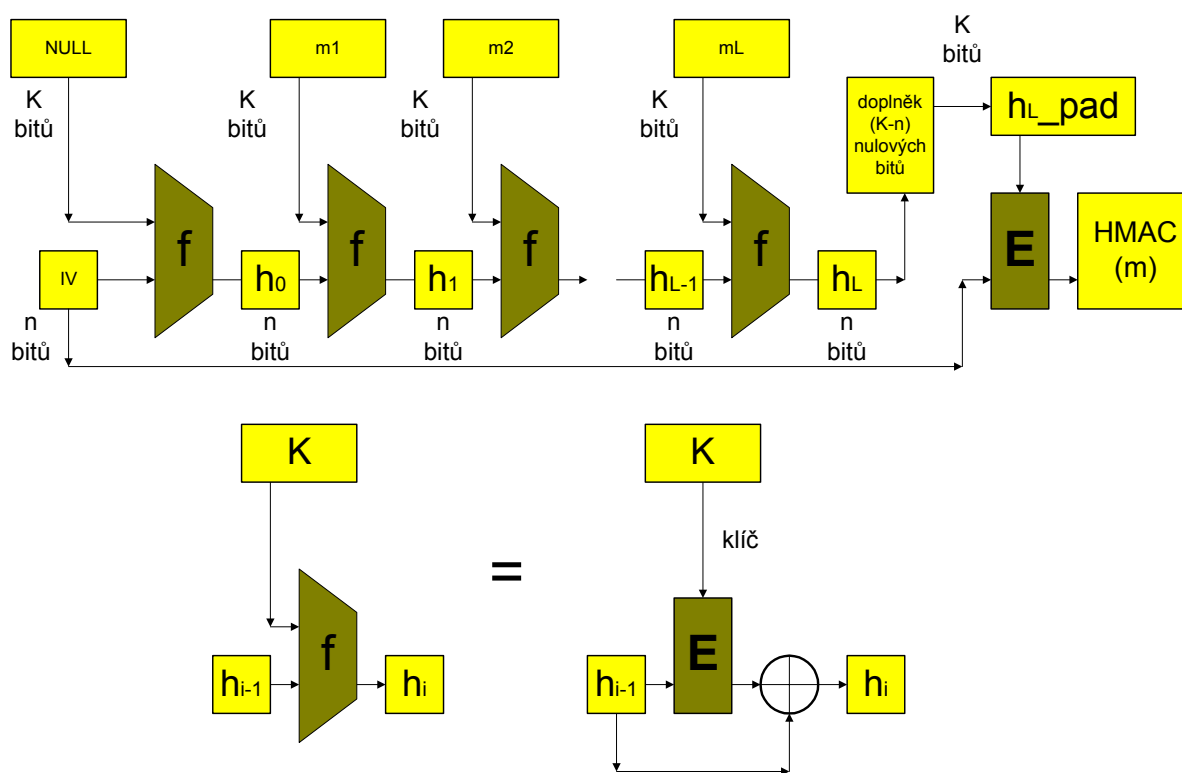 NULL
m1
m2
mL
K
bitů
K
bitů
K
bitů
K
bitů
K
bitů
doplněk
(K-n)
nulových
bitů
hL_pad
f
f
f
f
E
HMAC
(m)
IV
h0
h1
hL-1
hL
n
bitů
n
bitů
n
bitů
n
bitů
n
bitů
K
K
klíč
=
f
E
hi-1
hi
hi-1
hi